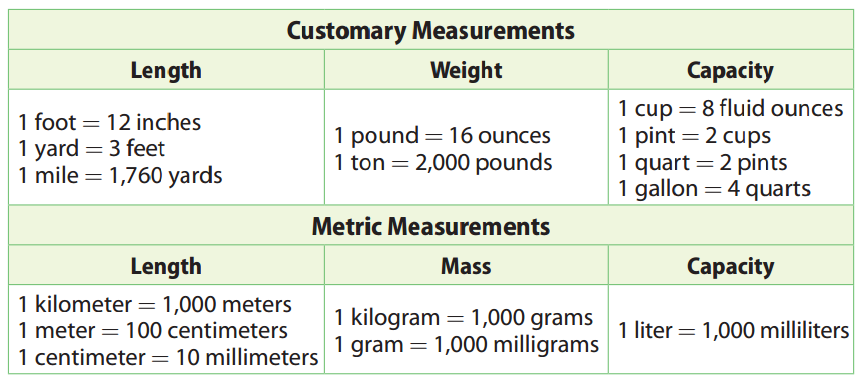 Customary Measurements
Length
Weight
Capacity
1 foot = 12 inches
1 yard = 3 feet
1 mile = 1,760 yards
1 pound = 16 ounces
1 ton = 2,000 pounds
1 cup = 8 fluid ounces
1 pint = 2 cups
1 quart = 2 pints
1 gallon = 4 quarts
Metric Measurements
Length
Mass
Capacity
1 kilometer = 1,000 meters
1 meter = 100 centimeters
1 centimeter = 10 millimeters
1 kilogram = 1,000 grams
1 gram = 1,000 milligrams
1 liter = 1,000 milliliters